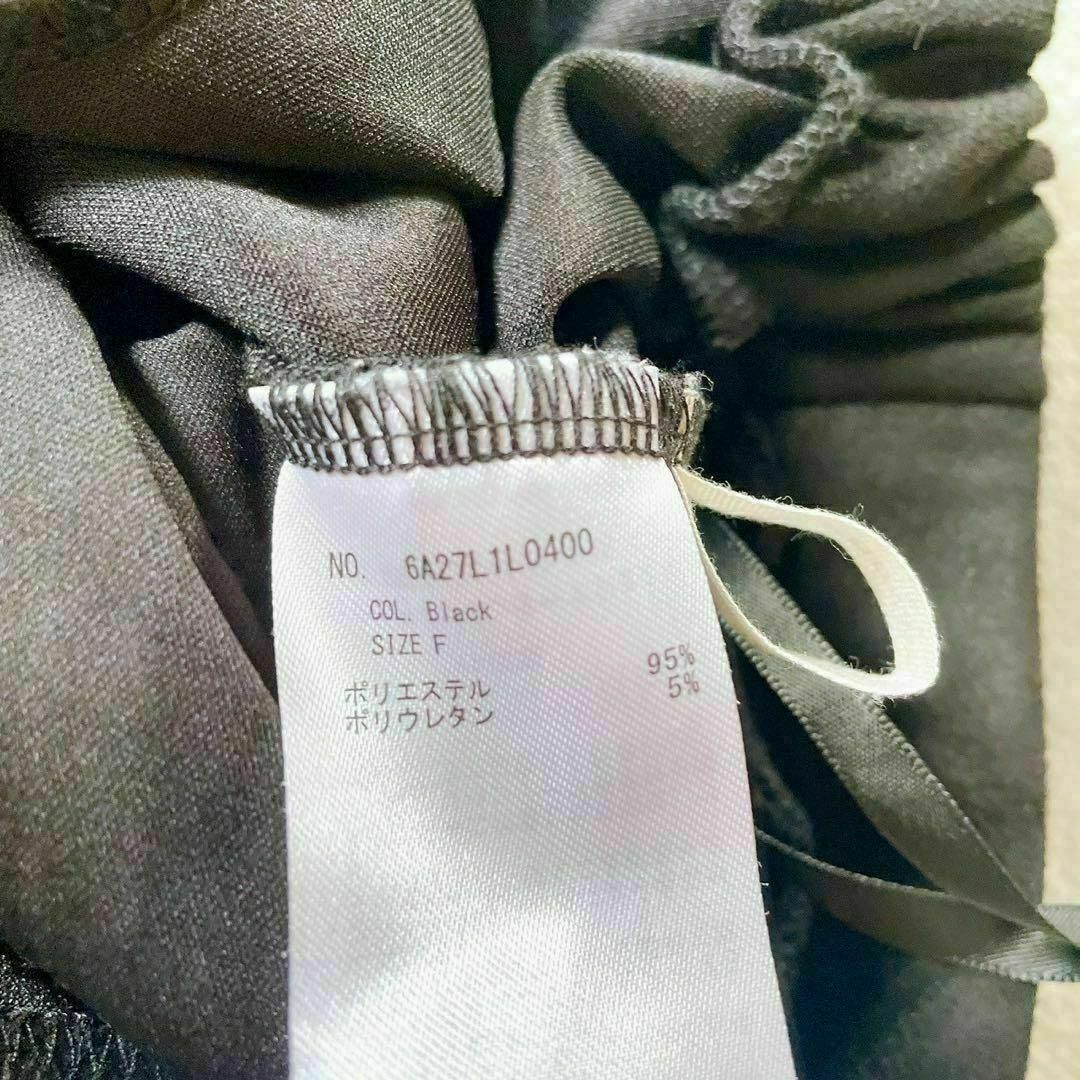 NO. 6A27L1L0400
COL. Black
SIZE F
ポリエステル 95%
ポリウレタン 5%